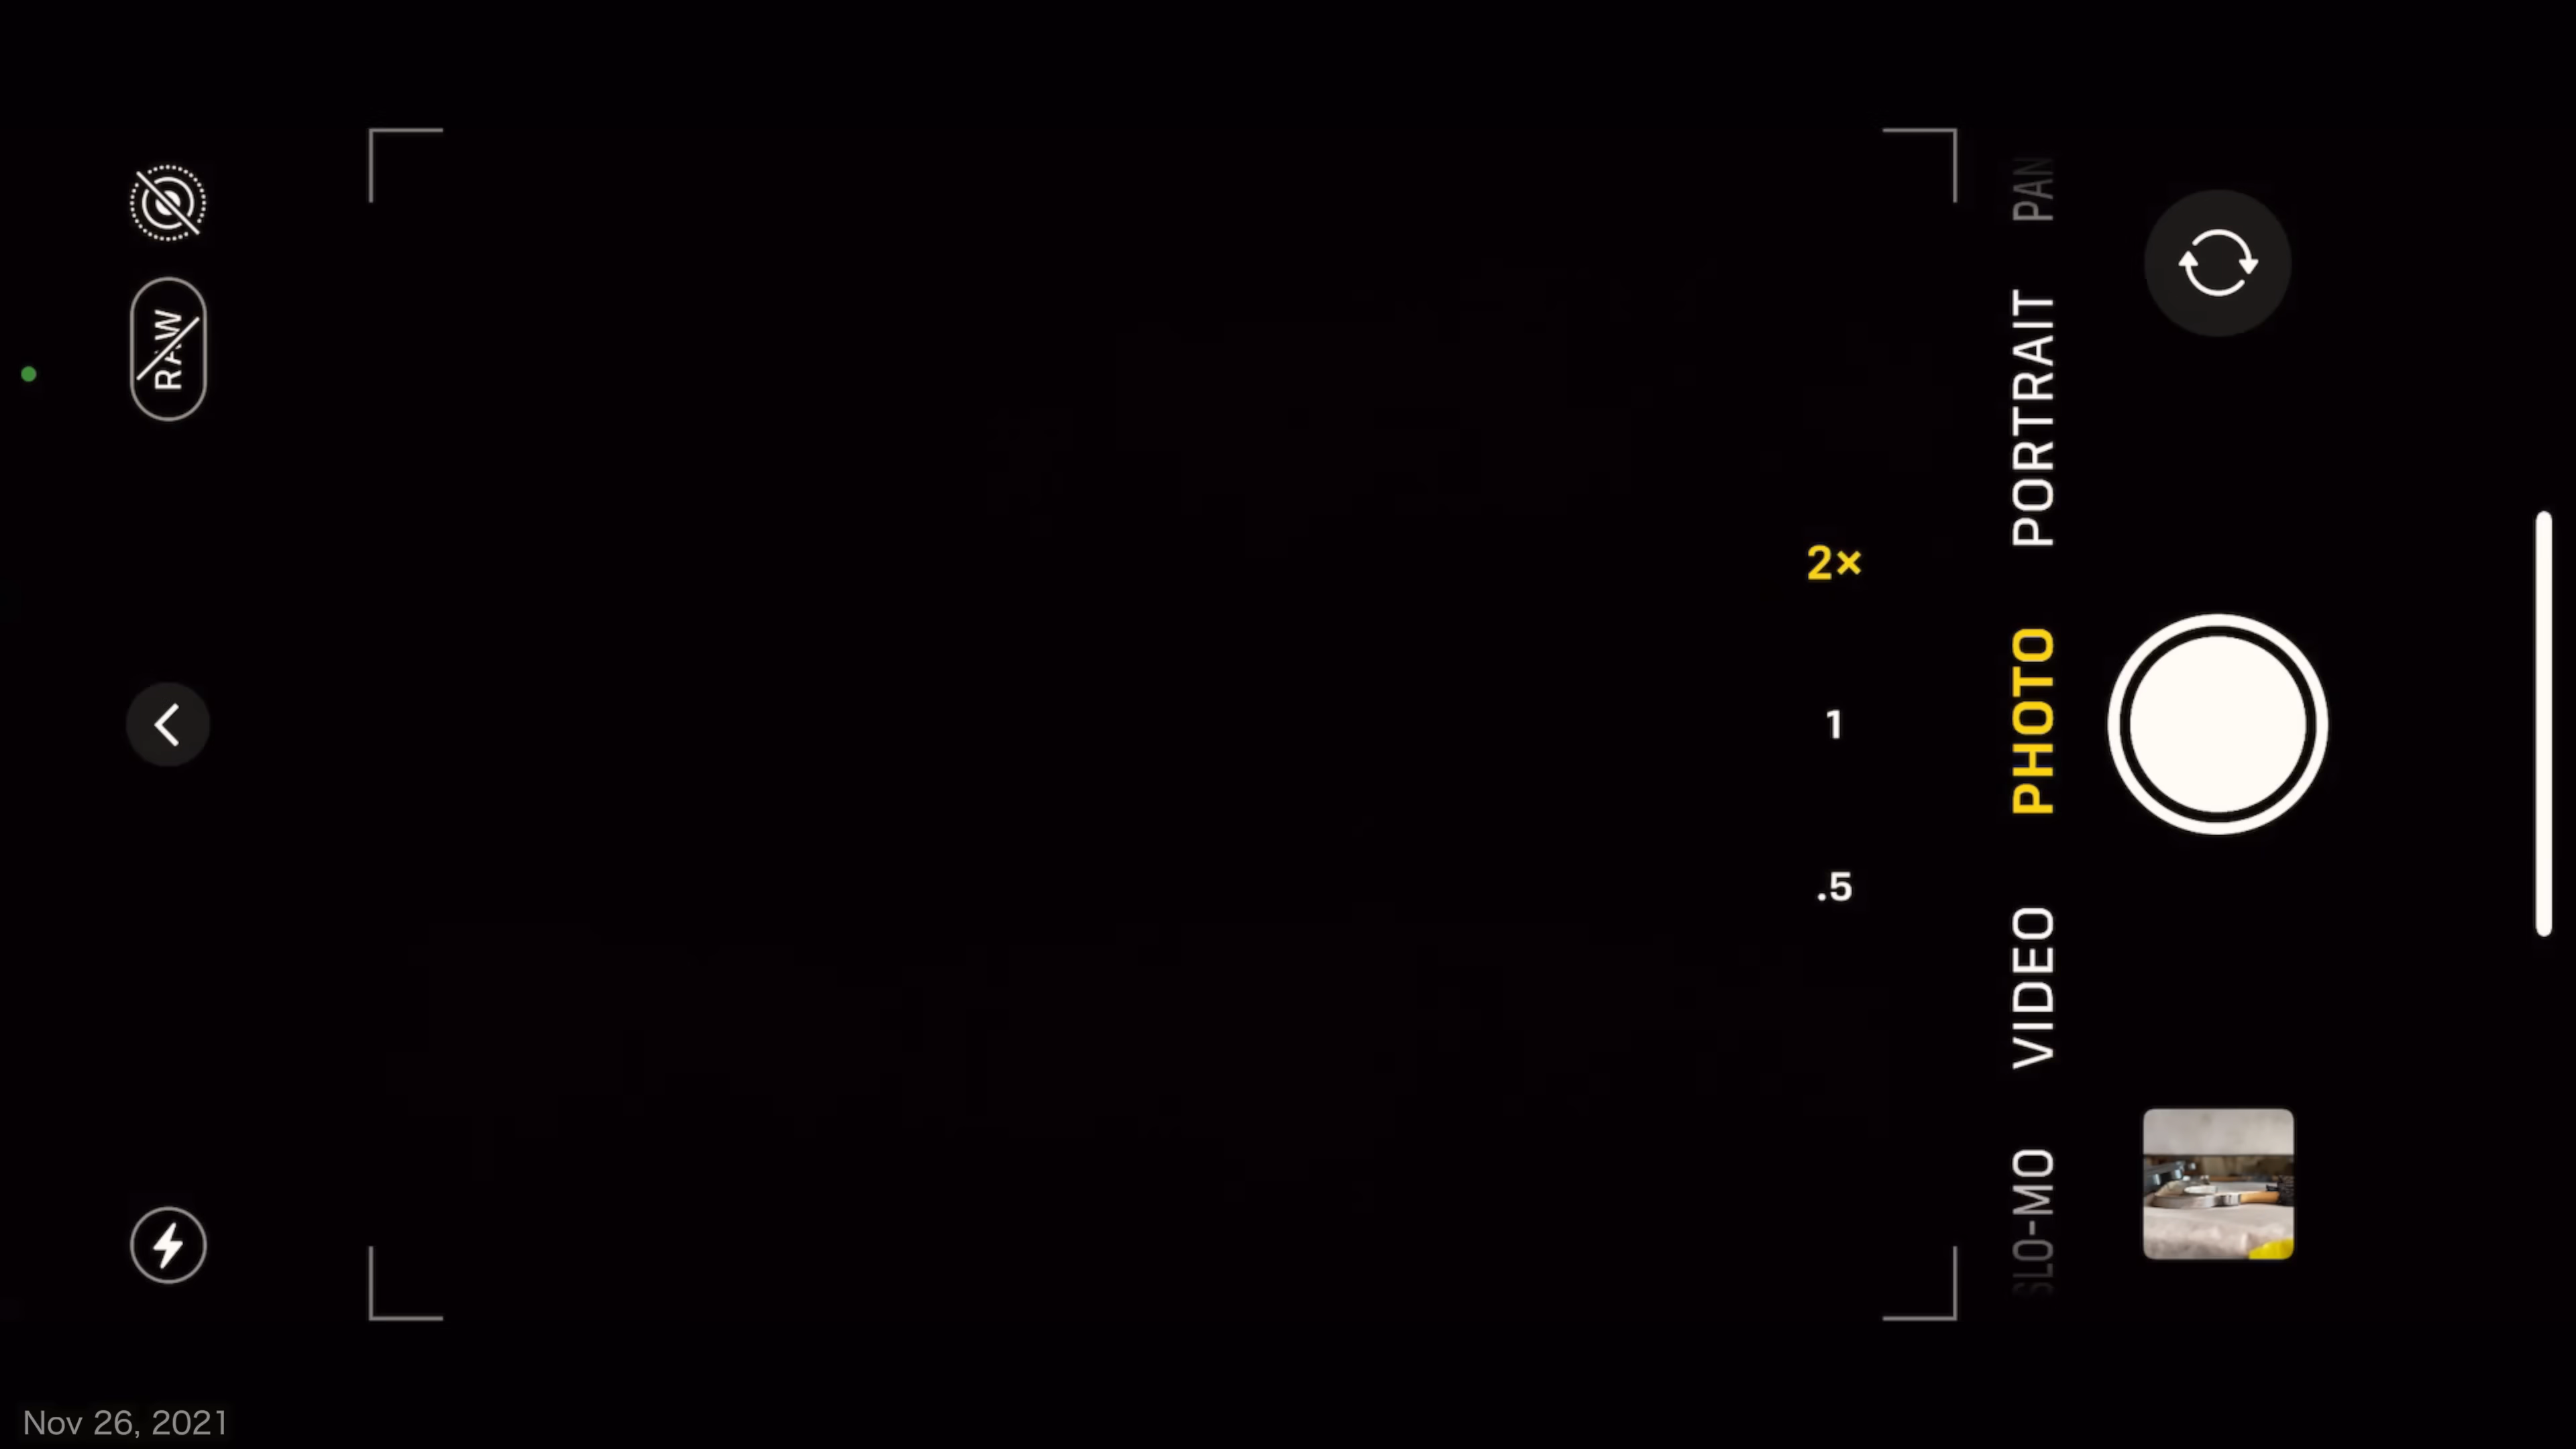 RAW
2×
1
.5
PAN
PORTRAIT
PHOTO
VIDEO
SLO-MO
Nov 26, 2021